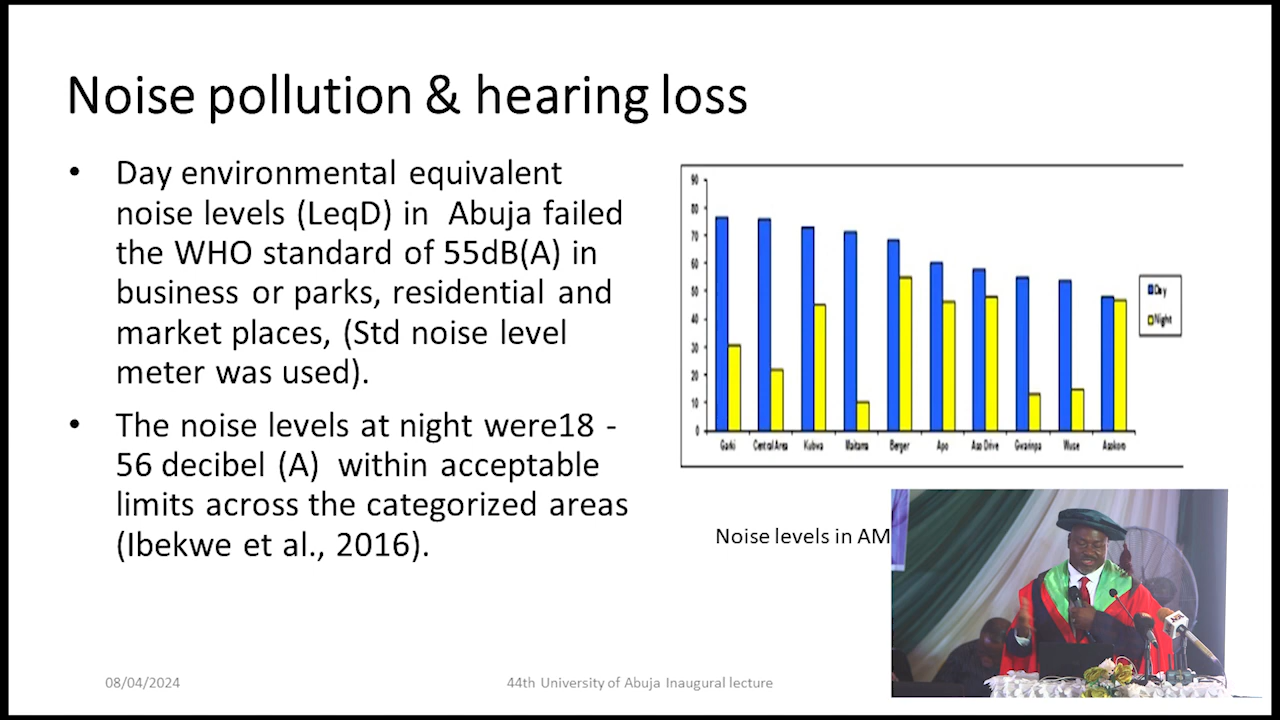 Noise pollution & hearing loss
• Day environmental equivalent
noise levels (LeqD) in Abuja failed
the WHO standard of 55dB(A) in
business or parks, residential and
market places, (Std noise level
meter was used).
• The noise levels at night were18 -
56 decibel (A) within acceptable
limits across the categorized areas
(Ibekwe et al., 2016).
90
80
70
60
50
40
30
20
10
0
Garki Central Area Kubwa Maitama Berger Apo Aso Drive Gwarinpa Wuse Asokoro
Day
Night
Noise levels in AM
08/04/2024
44th University of Abuja Inaugural lecture